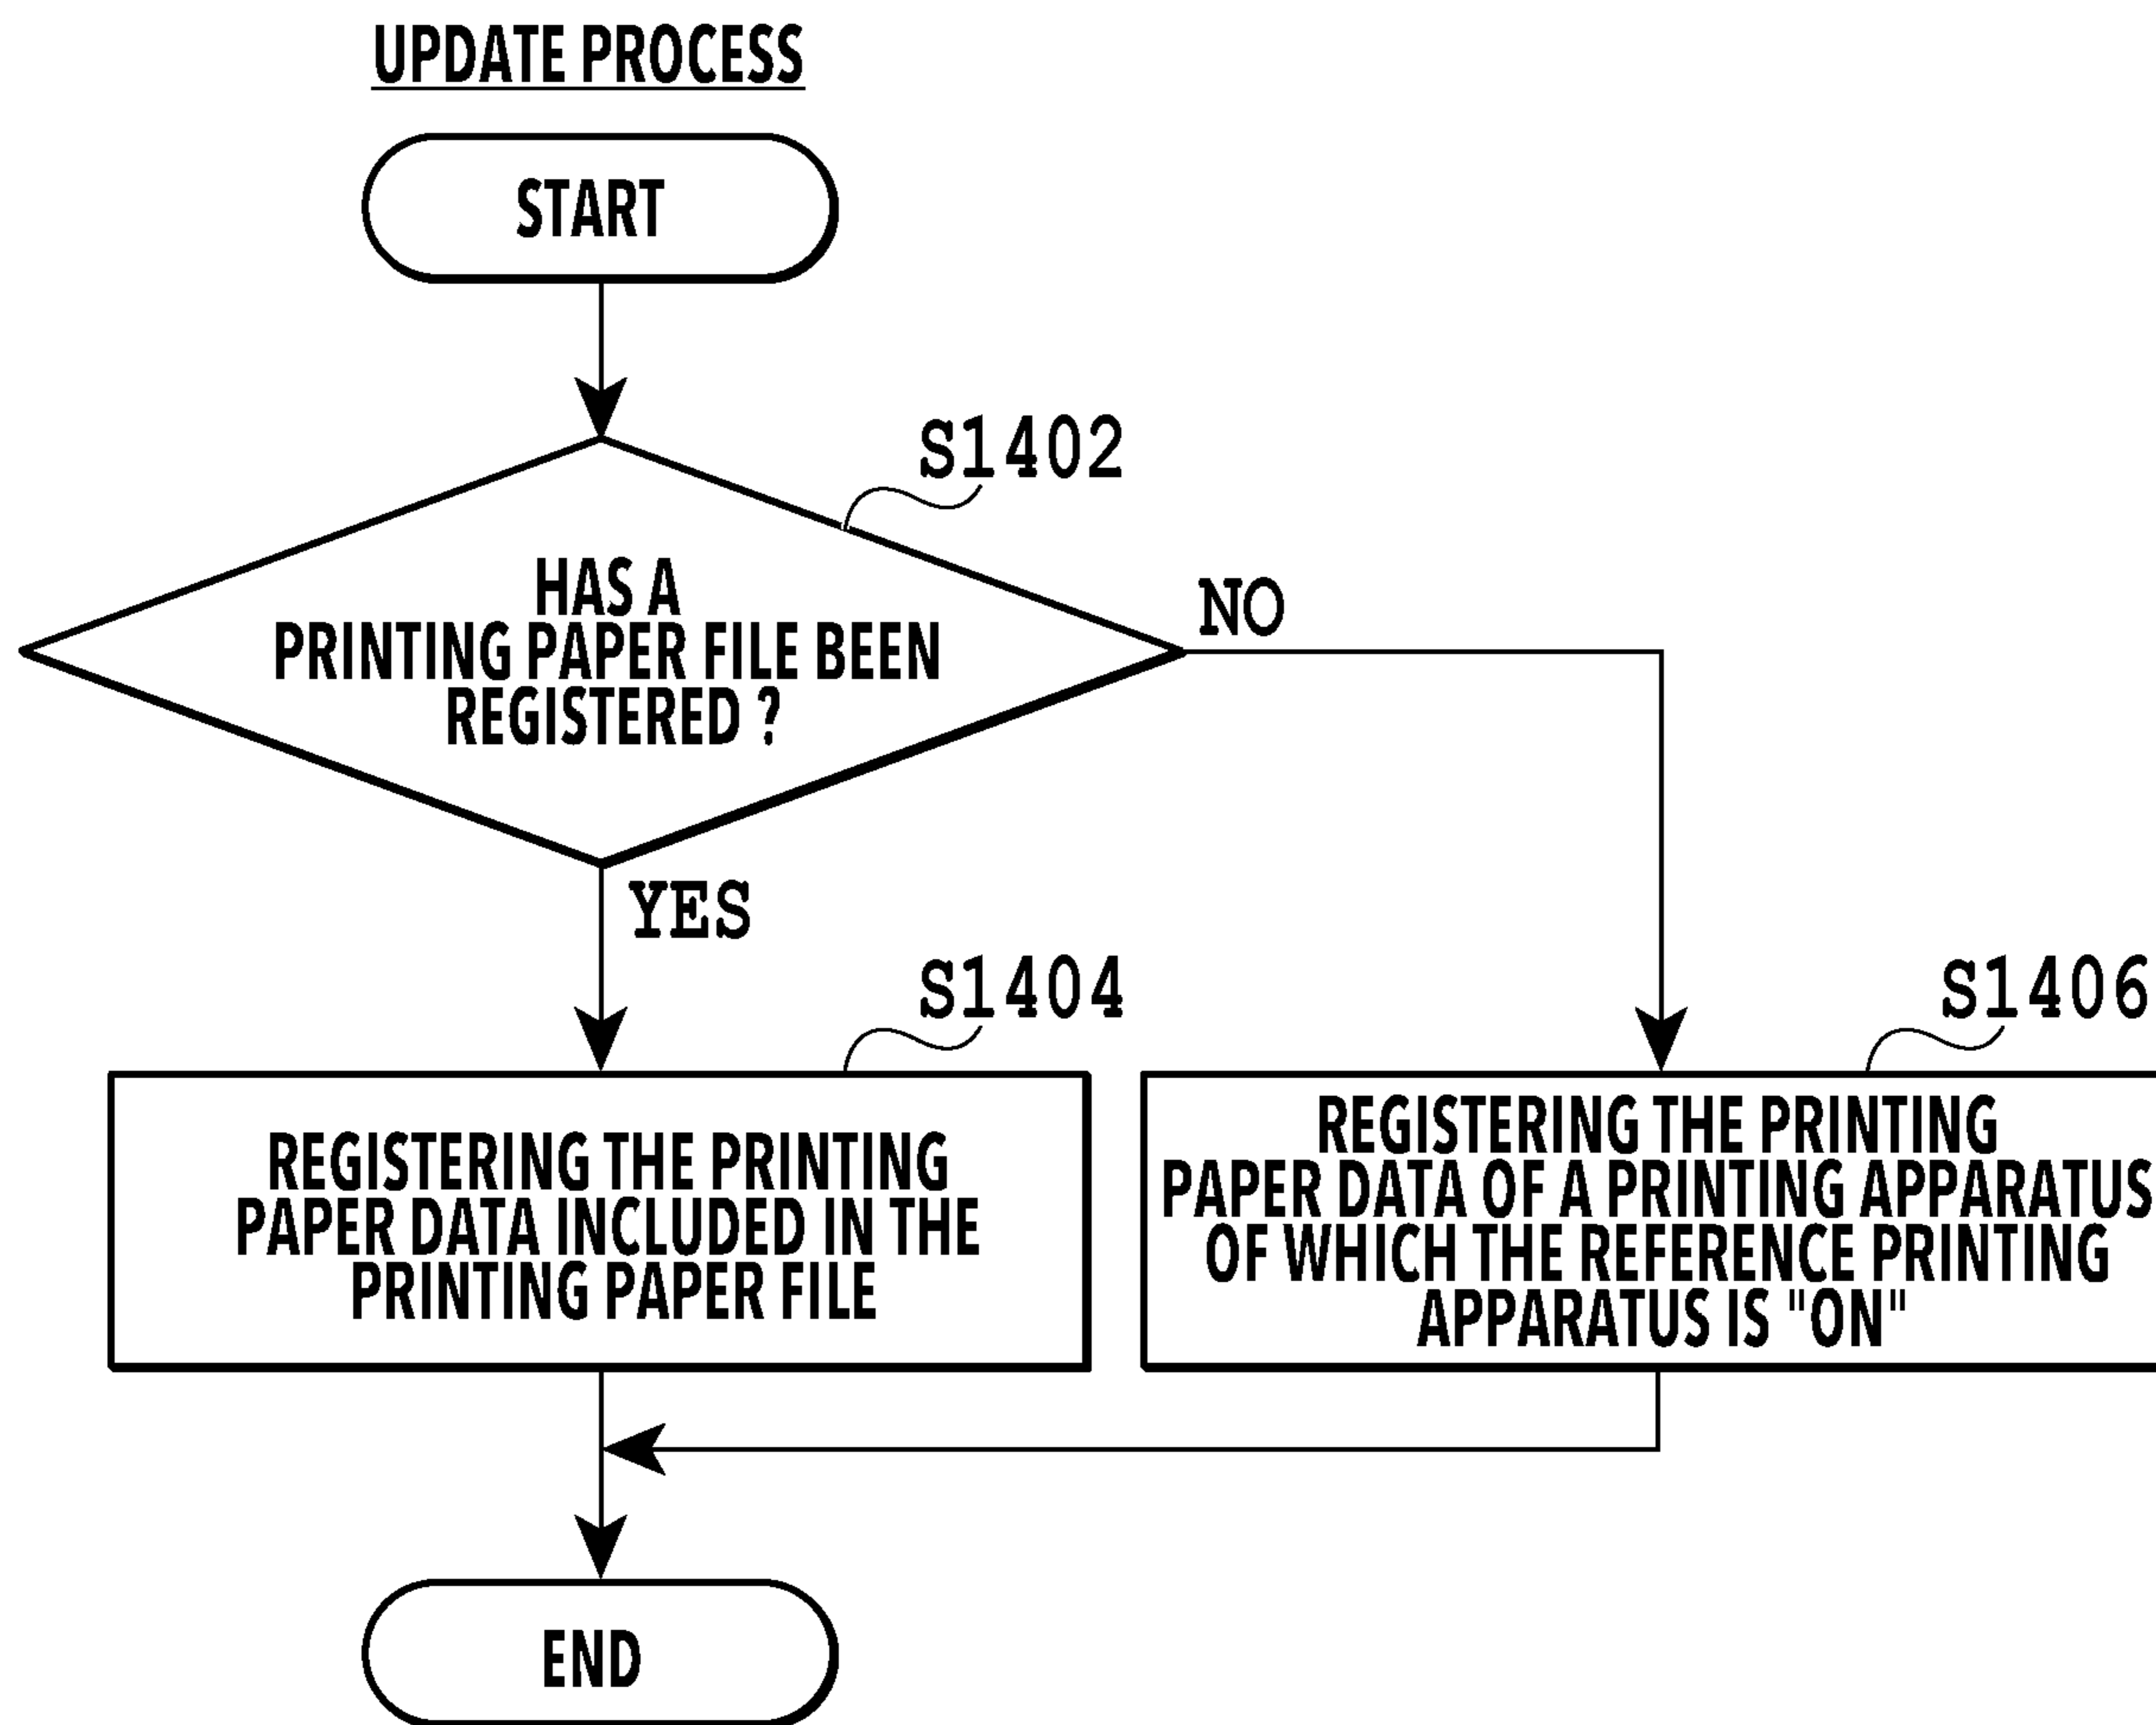 UPDATE PROCESS
START
S1402
HAS A
PRINTING PAPER FILE BEEN
REGISTERED ?
NO
YES
S1404
REGISTERING THE PRINTING
PAPER DATA INCLUDED IN THE
PRINTING PAPER FILE
S1406
REGISTERING THE PRINTING
PAPER DATA OF A PRINTING APPARATUS
OF WHICH THE REFERENCE PRINTING
APPARATUS IS "ON"
END